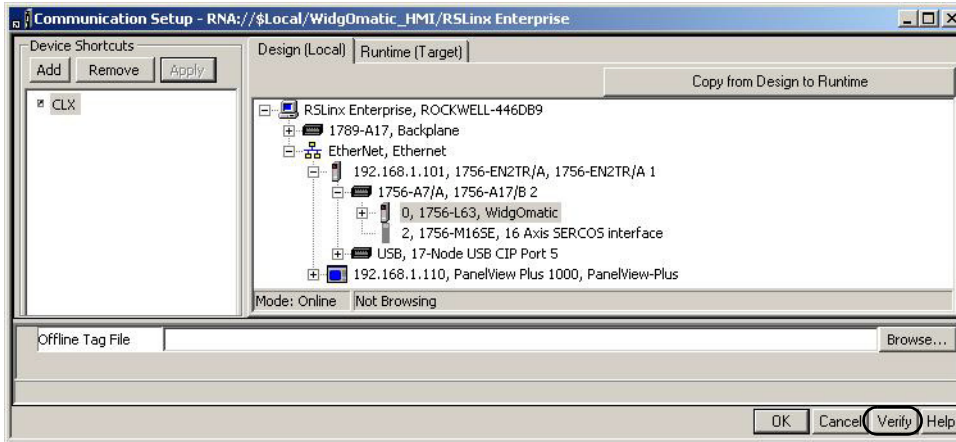 Communication Setup - RNA://$Local/WidgOmatic_HMI/RSLinx Enterprise
Device Shortcuts
Add Remove Apply
CLX
Design (Local) Runtime (Target)
Copy from Design to Runtime
RSLinx Enterprise, ROCKWELL-446DB9
1789-A17, Backplane
EtherNet, Ethernet
192.168.1.101, 1756-EN2TR/A, 1756-EN2TR/A 1
1756-A7/A, 1756-A17/B 2
0, 1756-L63, WidgOmatic
2, 1756-M16SE, 16 Axis SERCOS interface
USB, 17-Node USB CIP Port 5
192.168.1.110, PanelView Plus 1000, PanelView-Plus
Mode: Online Not Browsing
Offline Tag File Browse...
OK Cancel Verify Help